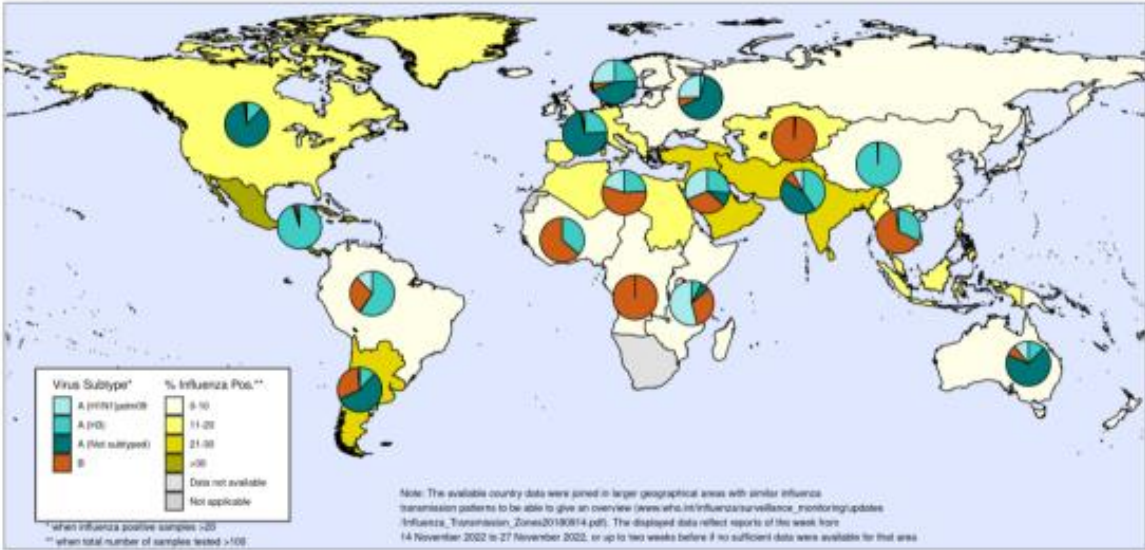 Virus Subtype*
A (H1N1)pdm09
A (H3)
A (Not subtyped)
B
% Influenza Pos.**
0-10
11-20
21-30
>30
Data not available
Not applicable
* when influenza positive samples >20
** when total number of samples tested >100
Note: The available country data were joined in larger geographical areas with similar influenza
transmission patterns to be able to give an overview (www.who.int/influenza/surveillance_monitoring/updates
/Influenza_Transmission_Zones20180914.pdf). The displayed data reflect reports of the week from
14 November 2022 to 27 November 2022, or up to two weeks before if no sufficient data were available for that area